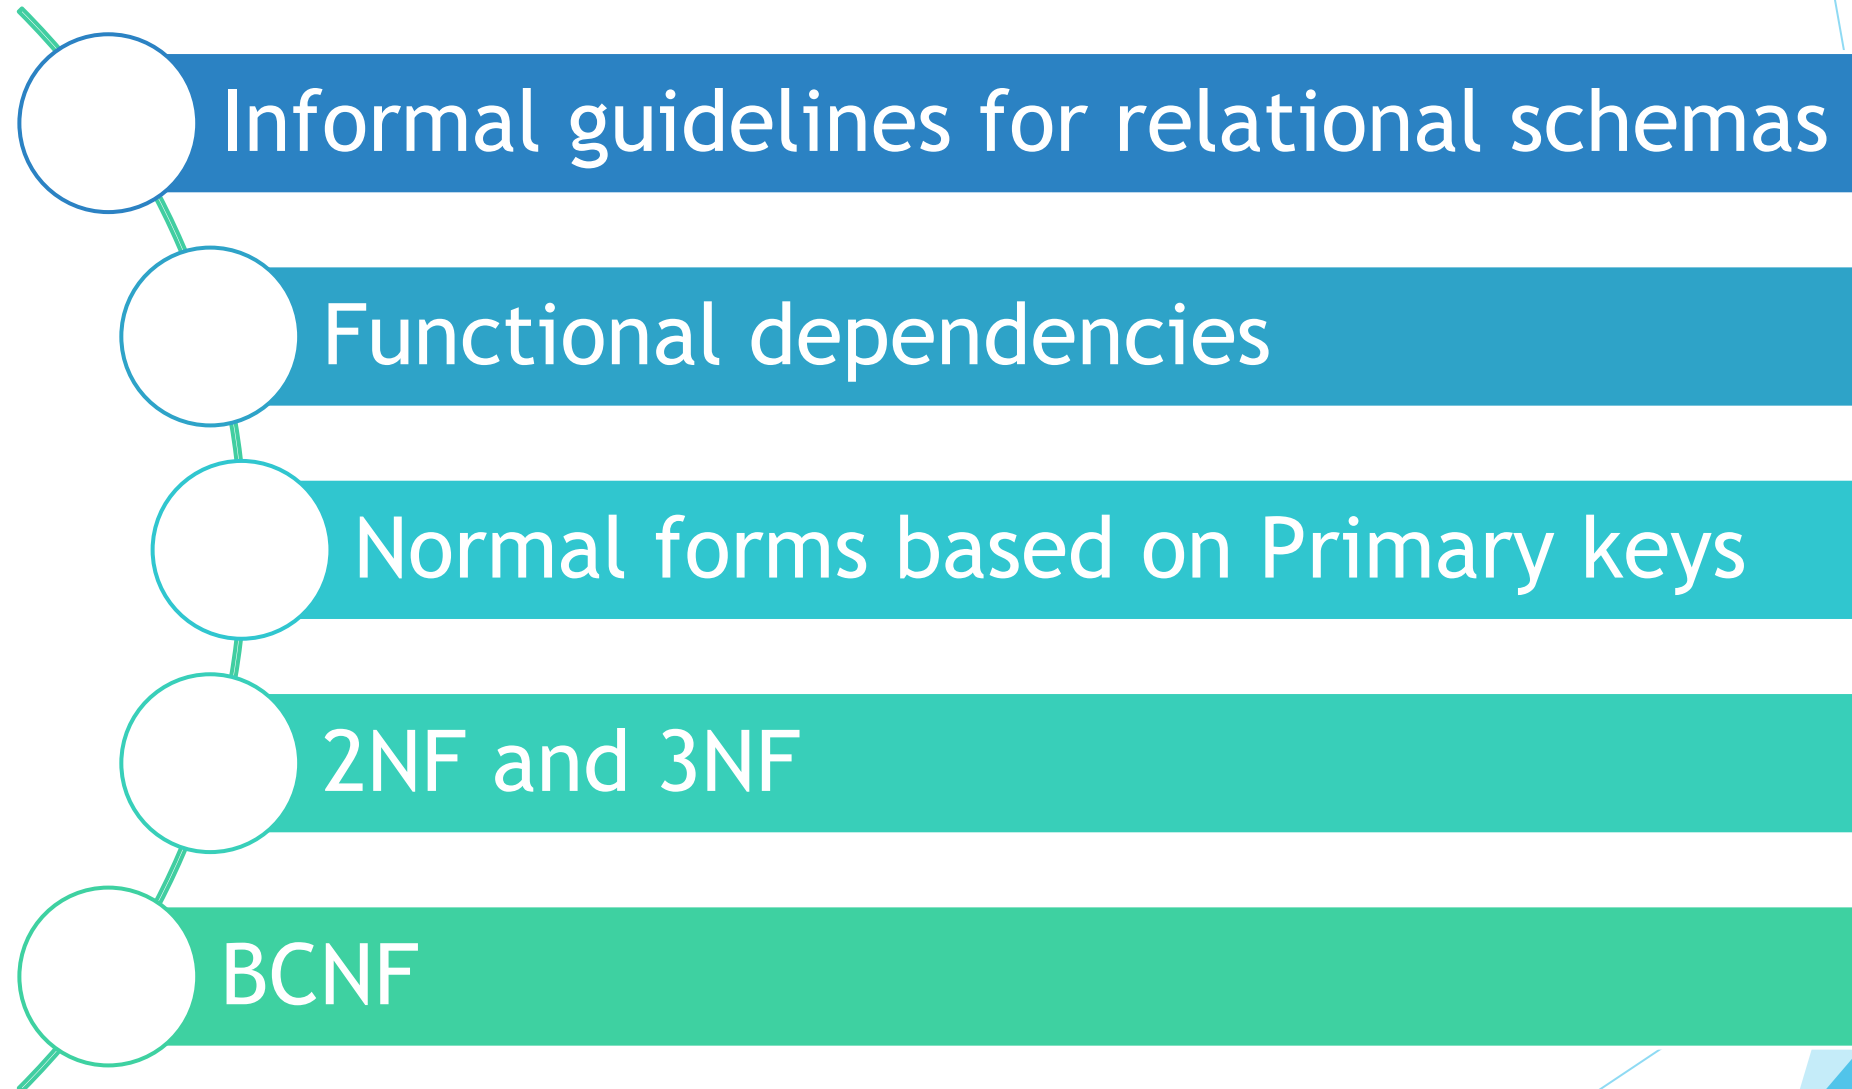 Informal guidelines for relational schemas
Functional dependencies
Normal forms based on Primary keys
2NF and 3NF
BCNF